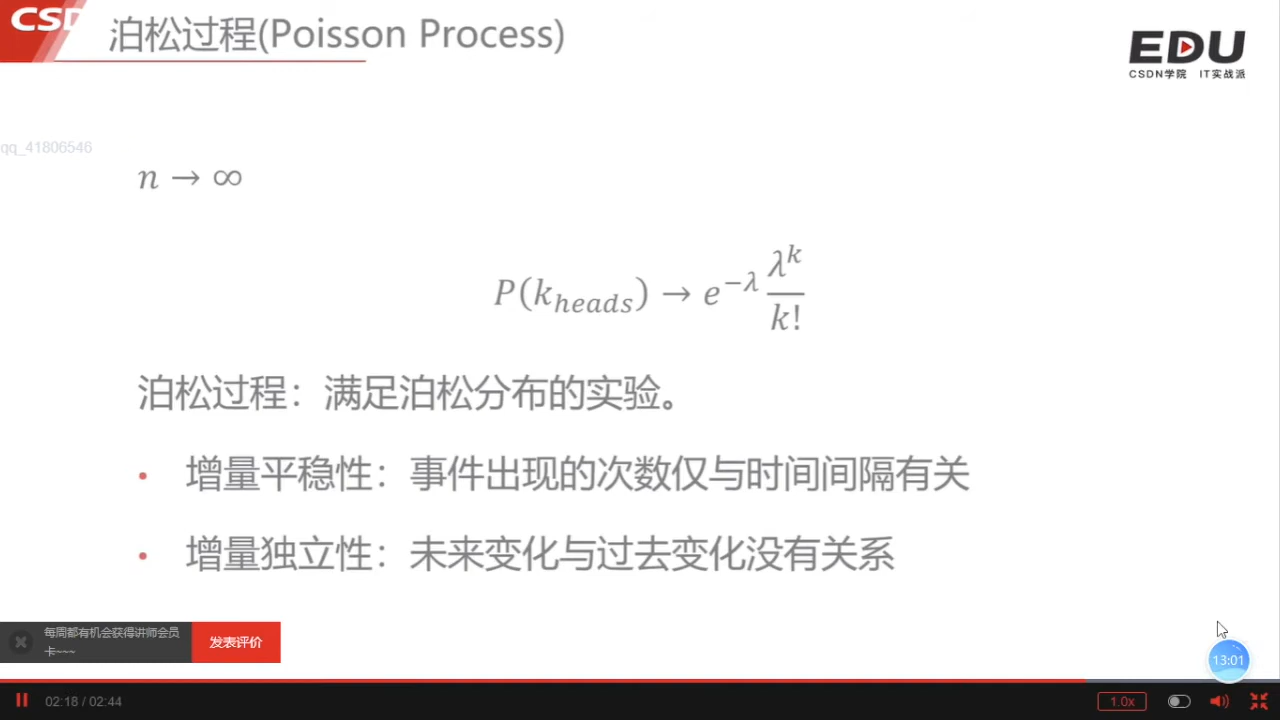 CSD
泊松过程(Poisson Process)
EDU
CSDN学院 IT实战派
qq_41806546
n → ∞
P(k_{heads}) → e^{-λ} \frac{λ^k}{k!}
泊松过程：满足泊松分布的实验。
• 增量平稳性：事件出现的次数仅与时间间隔有关
• 增量独立性：未来变化与过去变化没有关系
每周都有机会获得讲师会员
卡~~~
发表评价
13:01
02:18 / 02:44
1.0x